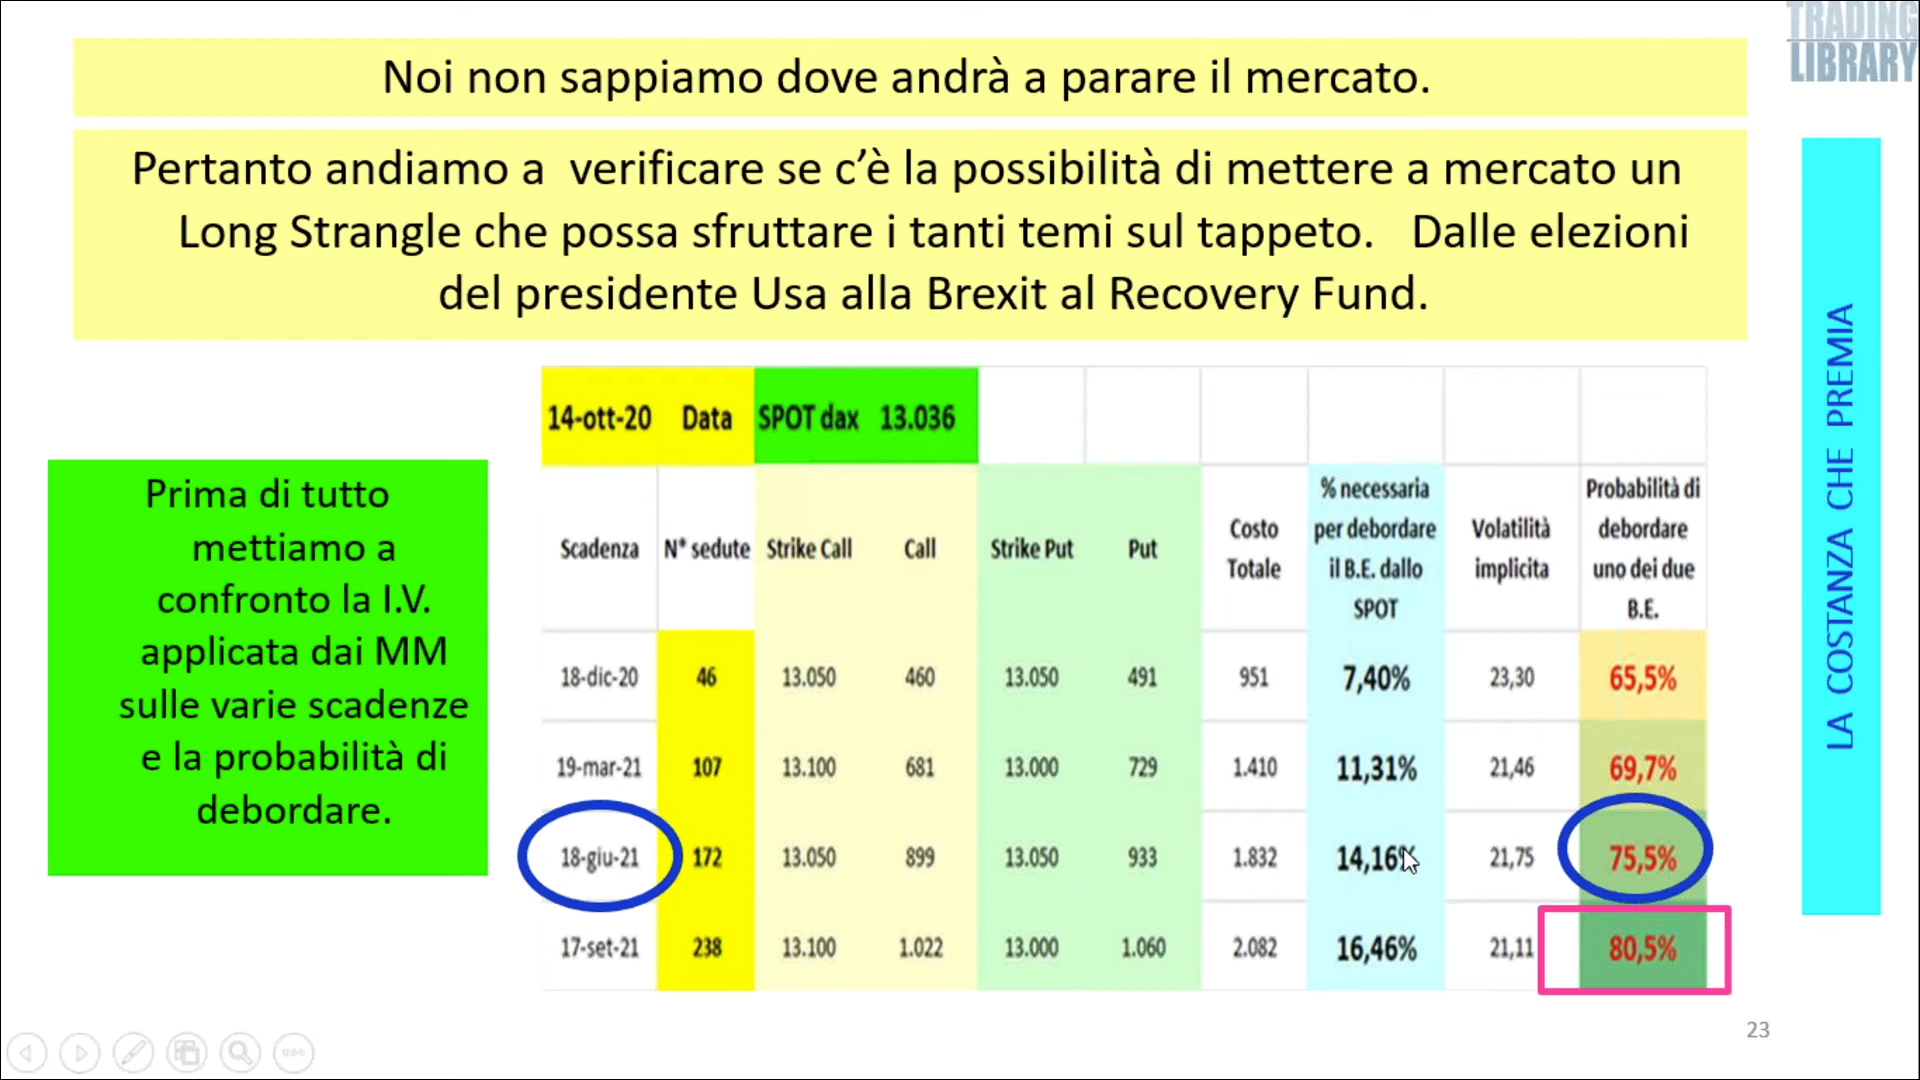 TRADING
LIBRARY
Noi non sappiamo dove andrà a parare il mercato.
Pertanto andiamo a  verificare se c’è la possibilità di mettere a mercato un
Long Strangle che possa sfruttare i tanti temi sul tappeto.   Dalle elezioni
del presidente Usa alla Brexit al Recovery Fund.
LA COSTANZA CHE PREMIA
Prima di tutto
mettiamo a
confronto la I.V.
applicata dai MM
sulle varie scadenze
e la probabilità di
debordare.
14-ott-20 Data SPOT dax 13.036
Scadenza N° sedute Strike Call Call Strike Put Put Costo Totale % necessaria per debordare il B.E. dallo SPOT Volatilità implicita Probabilità di debordare uno dei due B.E.
18-dic-20 46 13.050 460 13.050 491 951 7,40% 23,30 65,5%
19-mar-21 107 13.100 681 13.000 729 1.410 11,31% 21,46 69,7%
18-giu-21 172 13.050 899 13.050 933 1.832 14,16% 21,75 75,5%
17-set-21 238 13.100 1.022 13.000 1.060 2.082 16,46% 21,11 80,5%
23